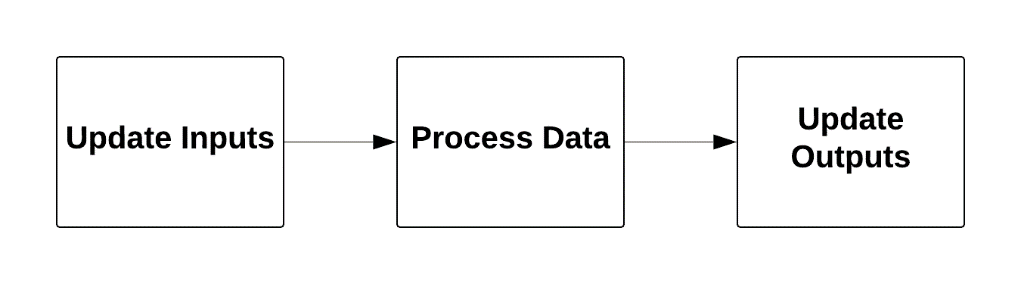 Update Inputs
Process Data
Update
Outputs